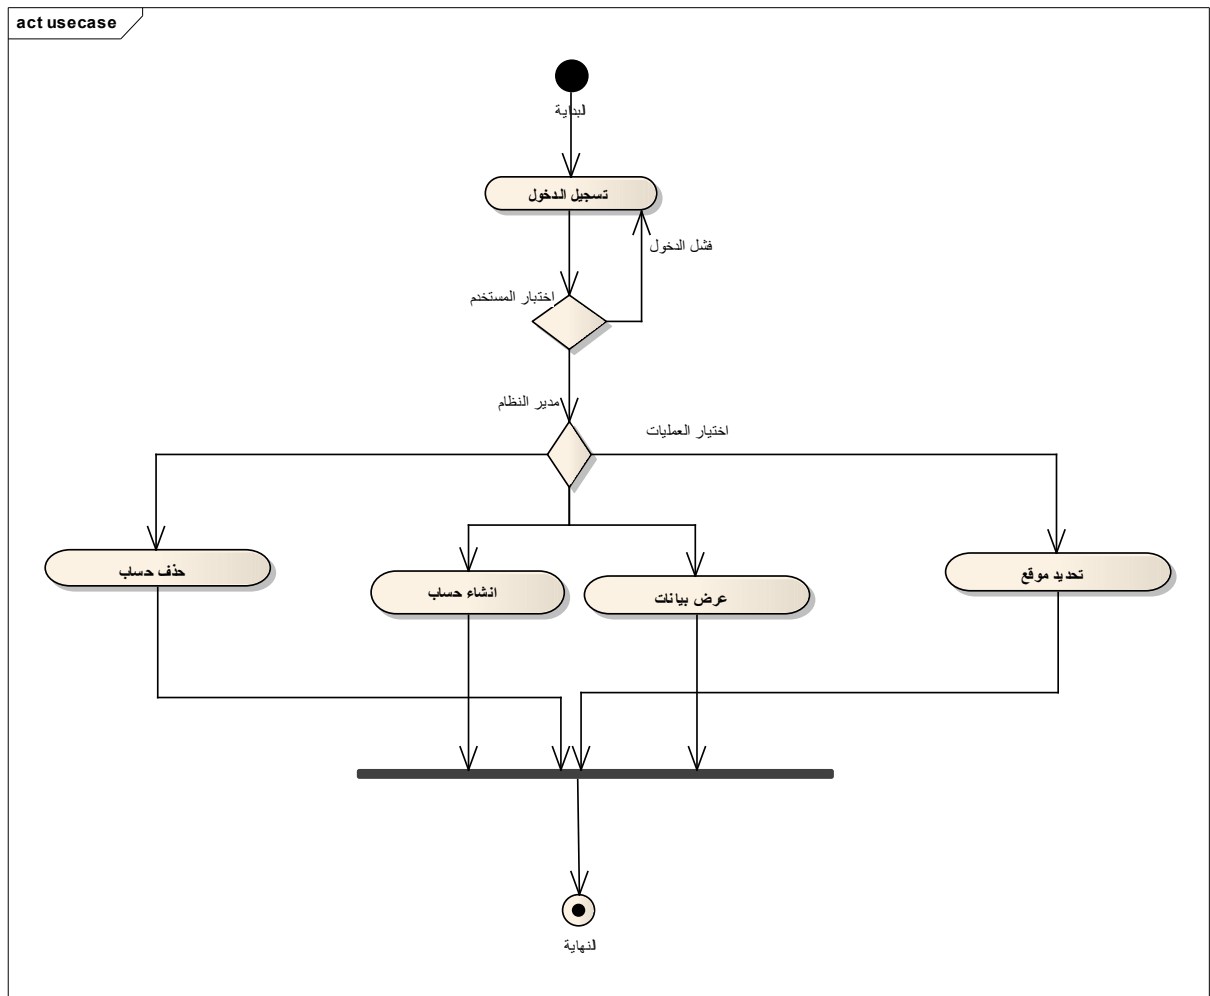 act usecase
البداية
تسجيل الدخول
فشل الدخول
اختبار المستخدم
مدير النظام
اختيار العمليات
حذف حساب
انشاء حساب
عرض بيانات
تحديد موقع
النهاية